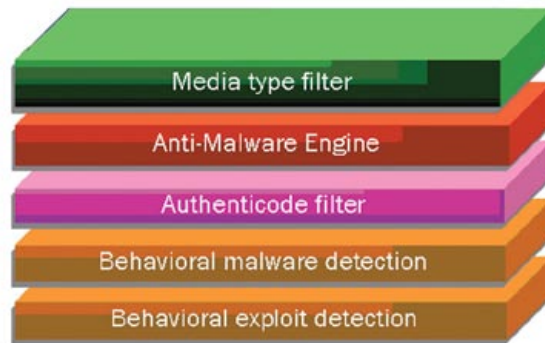 Media type filter
Anti-Malware Engine
Authenticode filter
Behavioral malware detection
Behavioral exploit detection